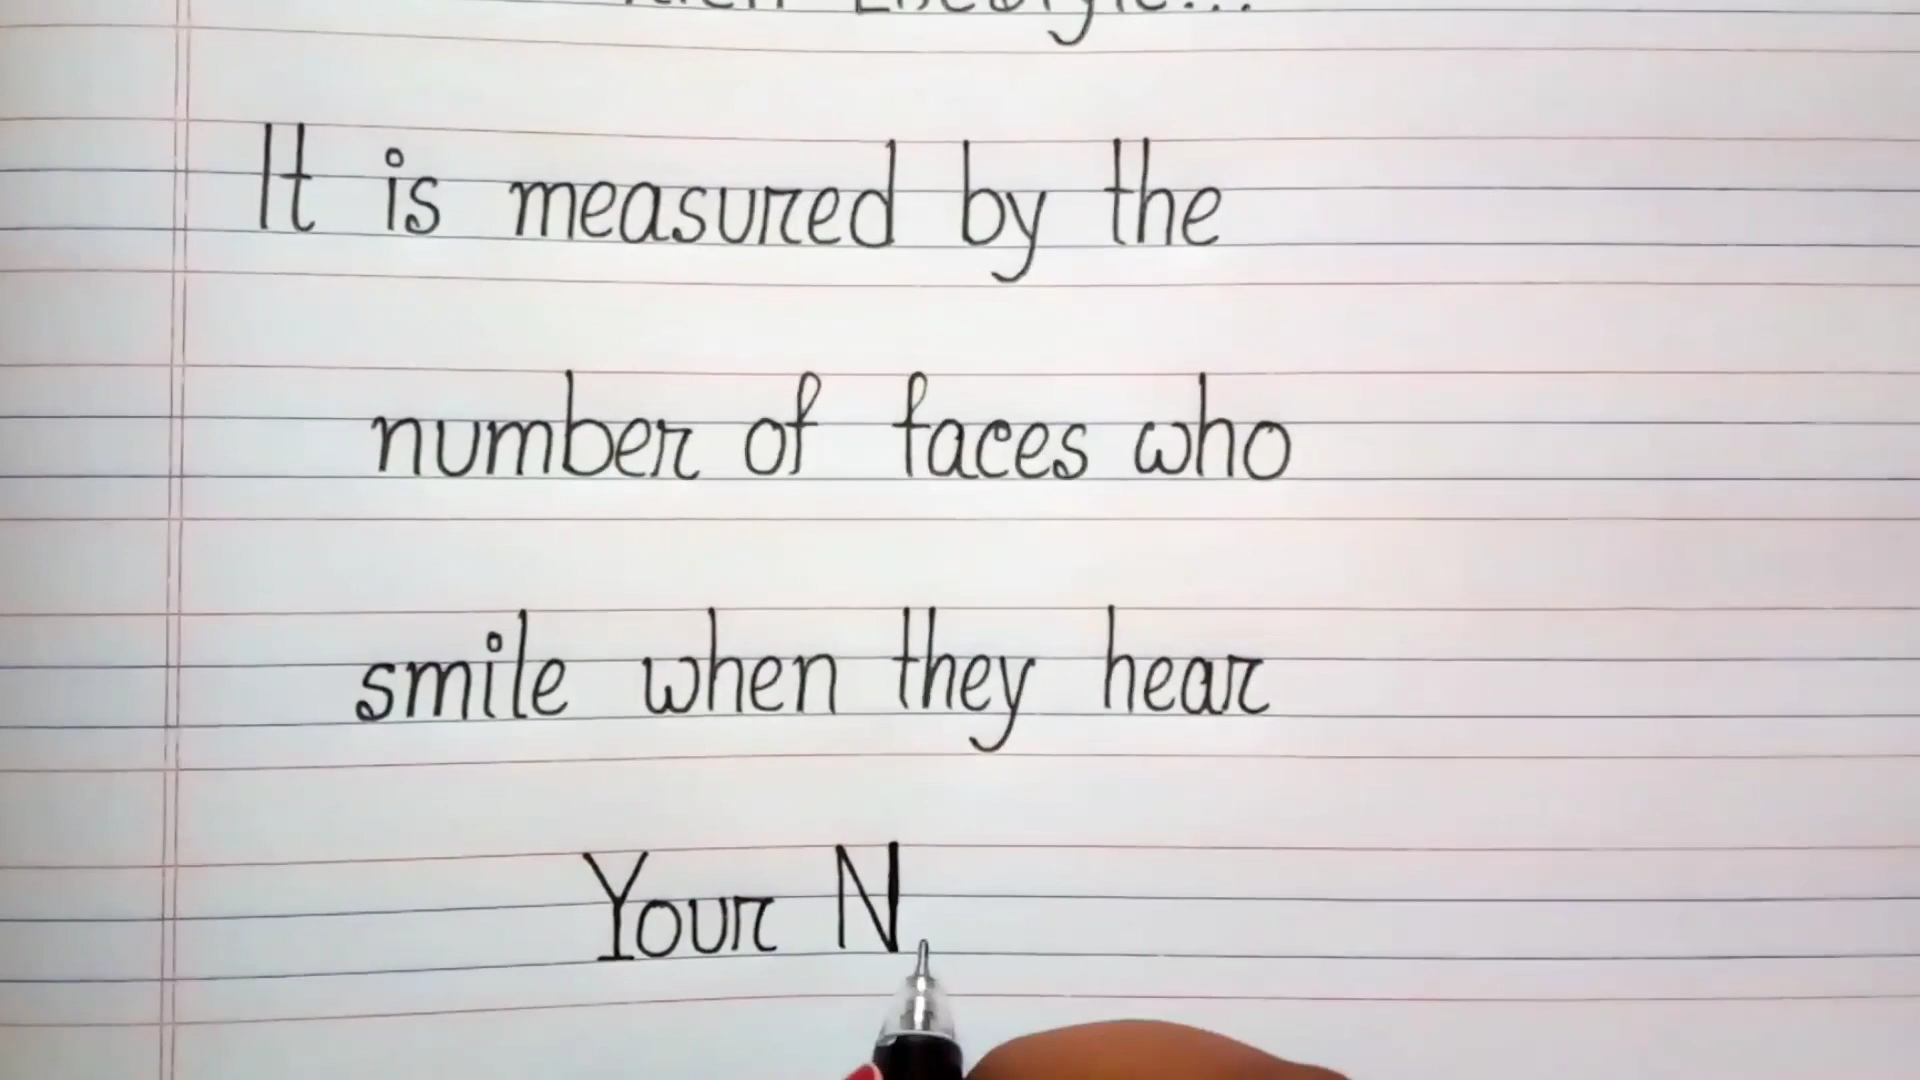 It is measured by the
number of faces who
smile when they hear
Your N